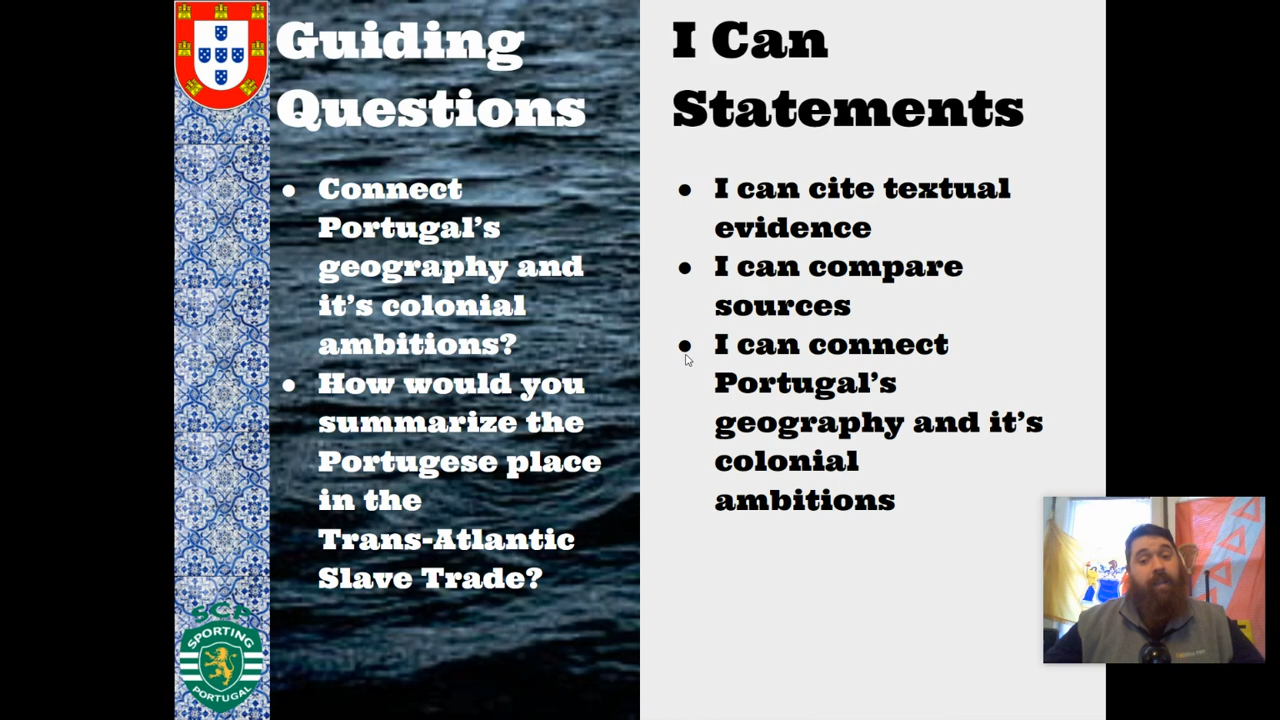 Guiding
Questions
● Connect
Portugal's
geography and
it's colonial
ambitions?
● How would you
summarize the
Portugese place
in the
Trans-Atlantic
Slave Trade?
SCP
SPORTING
PORTUGAL
I Can
Statements
● I can cite textual
evidence
● I can compare
sources
● I can connect
Portugal's
geography and it's
colonial
ambitions